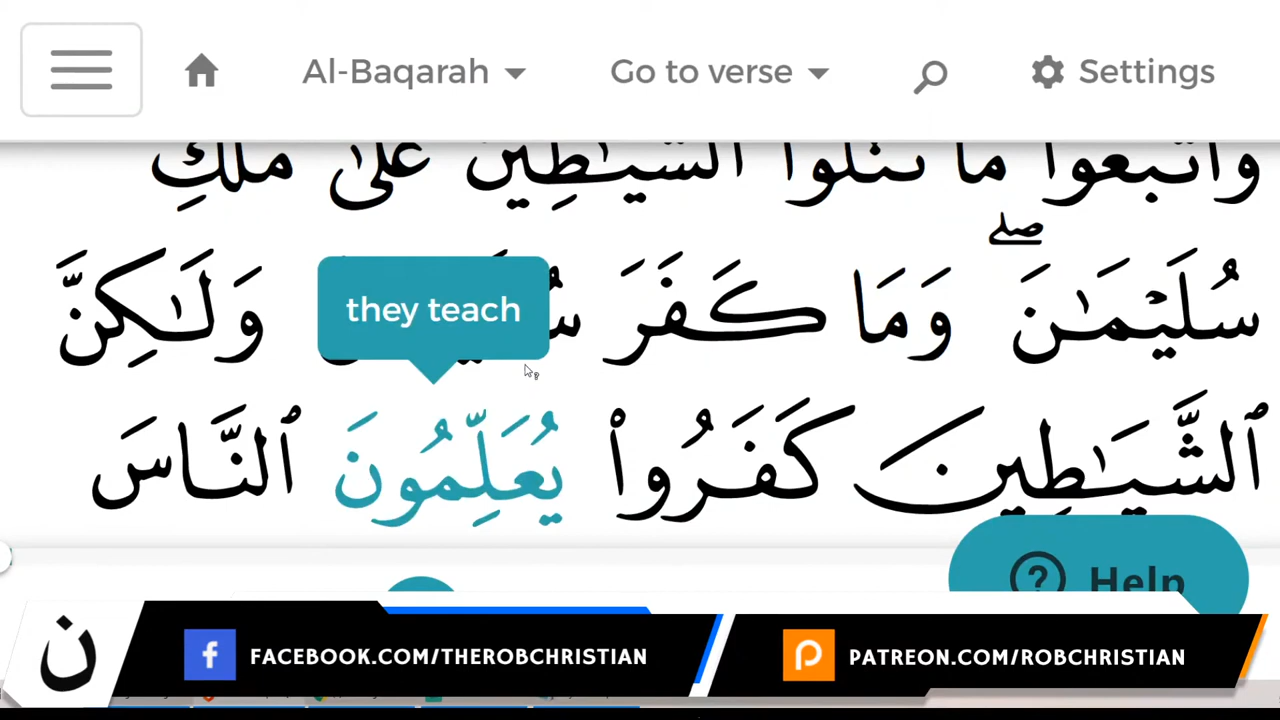 Al-Baqarah Go to verse Settings
وَٱتَّبَعُوا۟ مَا تَتْلُوا۟ ٱلشَّيَـٰطِينُ عَلَىٰ مُلْكِ
سُلَيْمَـٰنَ ۖ وَمَا كَفَرَ وَلَـٰكِنَّ
they teach
ٱلشَّيَـٰطِينَ كَفَرُوا۟ يُعَلِّمُونَ ٱلنَّاسَ
? Help
ن f FACEBOOK.COM/THEROBCHRISTIAN PATREON.COM/ROBCHRISTIAN